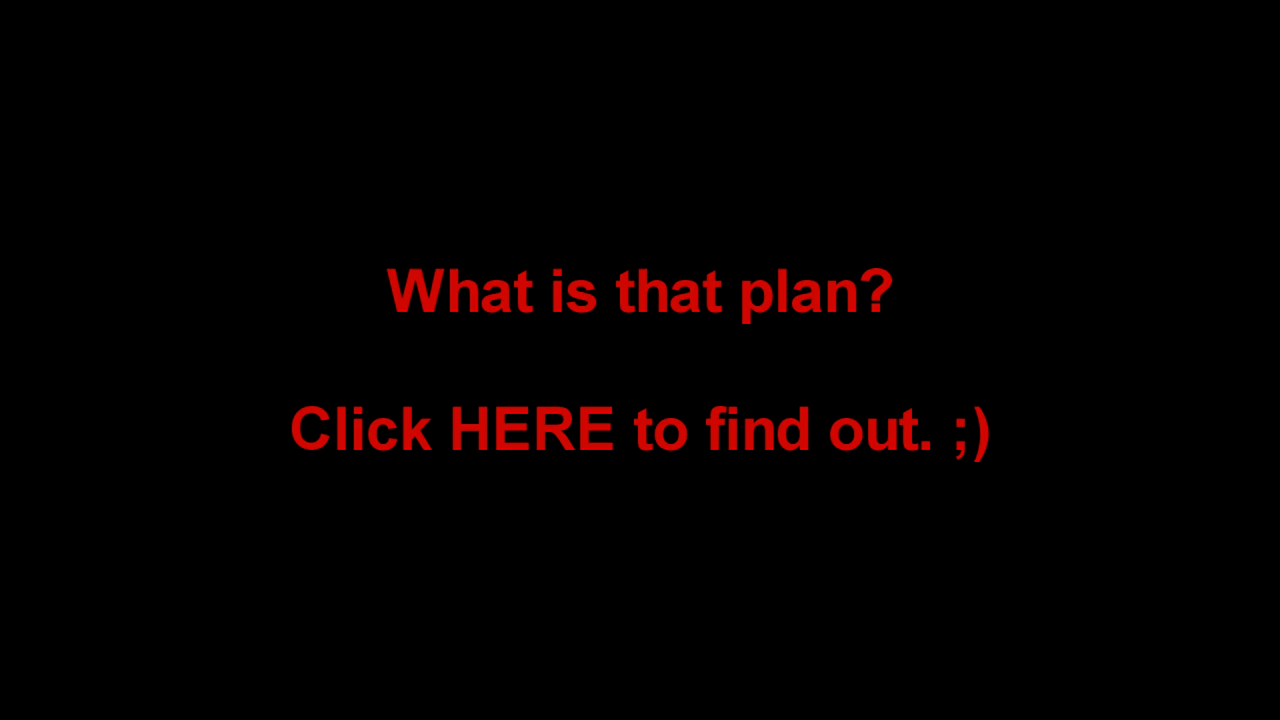 What is that plan?
Click HERE to find out. ;)